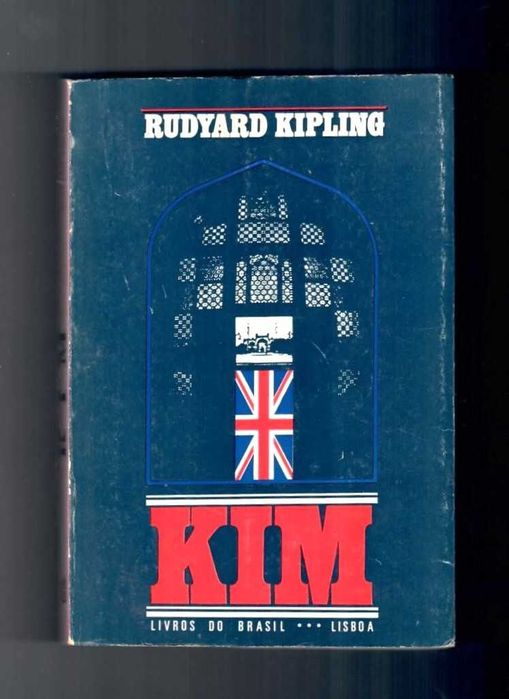 RUDYARD KIPLING
KIM
LIVROS DO BRASIL ••• LISBOA